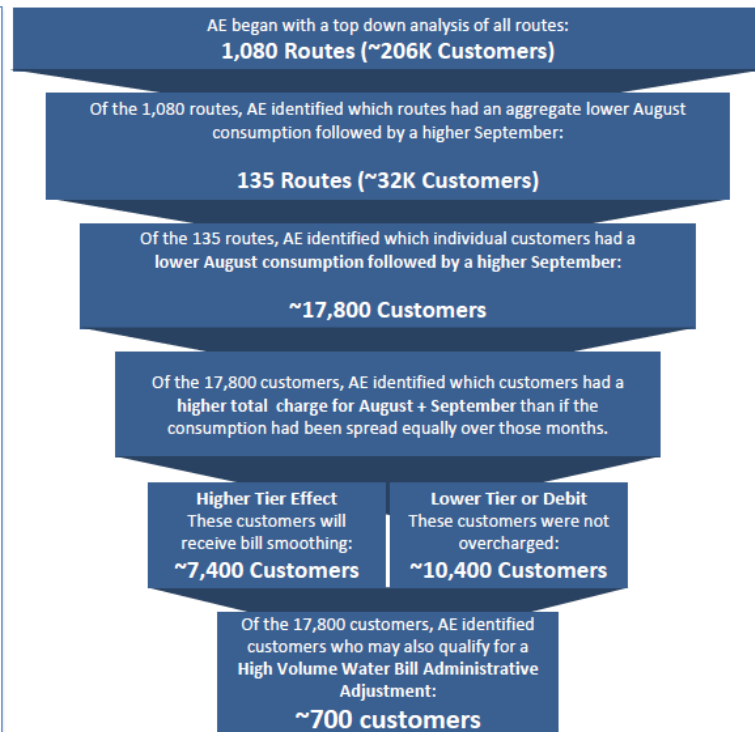 AE began with a top down analysis of all routes:
1,080 Routes (~206K Customers)
Of the 1,080 routes, AE identified which routes had an aggregate lower August
consumption followed by a higher September:
135 Routes (~32K Customers)
Of the 135 routes, AE identified which individual customers had a
lower August consumption followed by a higher September:
~17,800 Customers
Of the 17,800 customers, AE identified which customers had a
higher total charge for August + September than if the
consumption had been spread equally over those months.
Higher Tier Effect
These customers will
receive bill smoothing:
~7,400 Customers
Lower Tier or Debit
These customers were not
overcharged:
~10,400 Customers
Of the 17,800 customers, AE identified
customers who may also qualify for a
High Volume Water Bill Administrative
Adjustment:
~700 customers